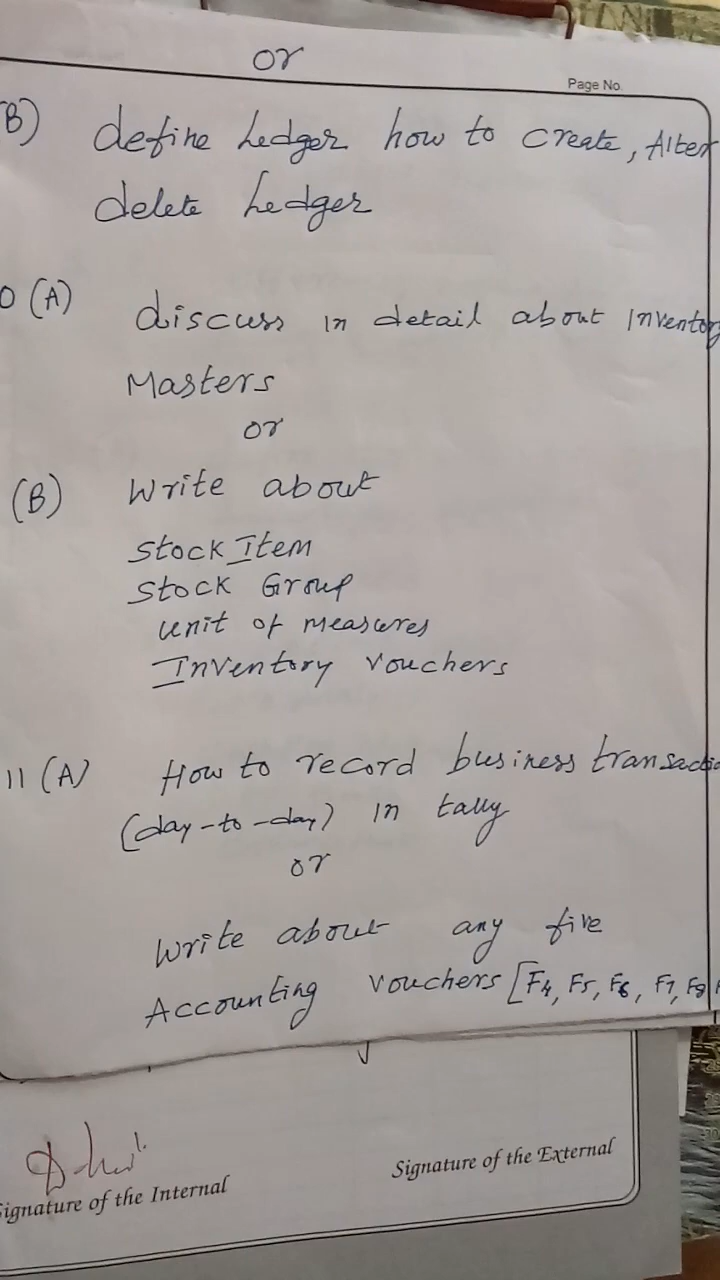 or
Page No.
B) define Ledger how to create, Alter
delete Ledger
0 (A) discuss in detail about Inventory
Masters
or
(B) Write about
Stock Item
Stock Group
unit of measures
Inventory vouchers
11 (A) How to record business transactio
(day-to-day) in tally
or
Write about any five
Accounting vouchers [F4, F5, F6, F7, F8
Signature of the External
ignature of the Internal